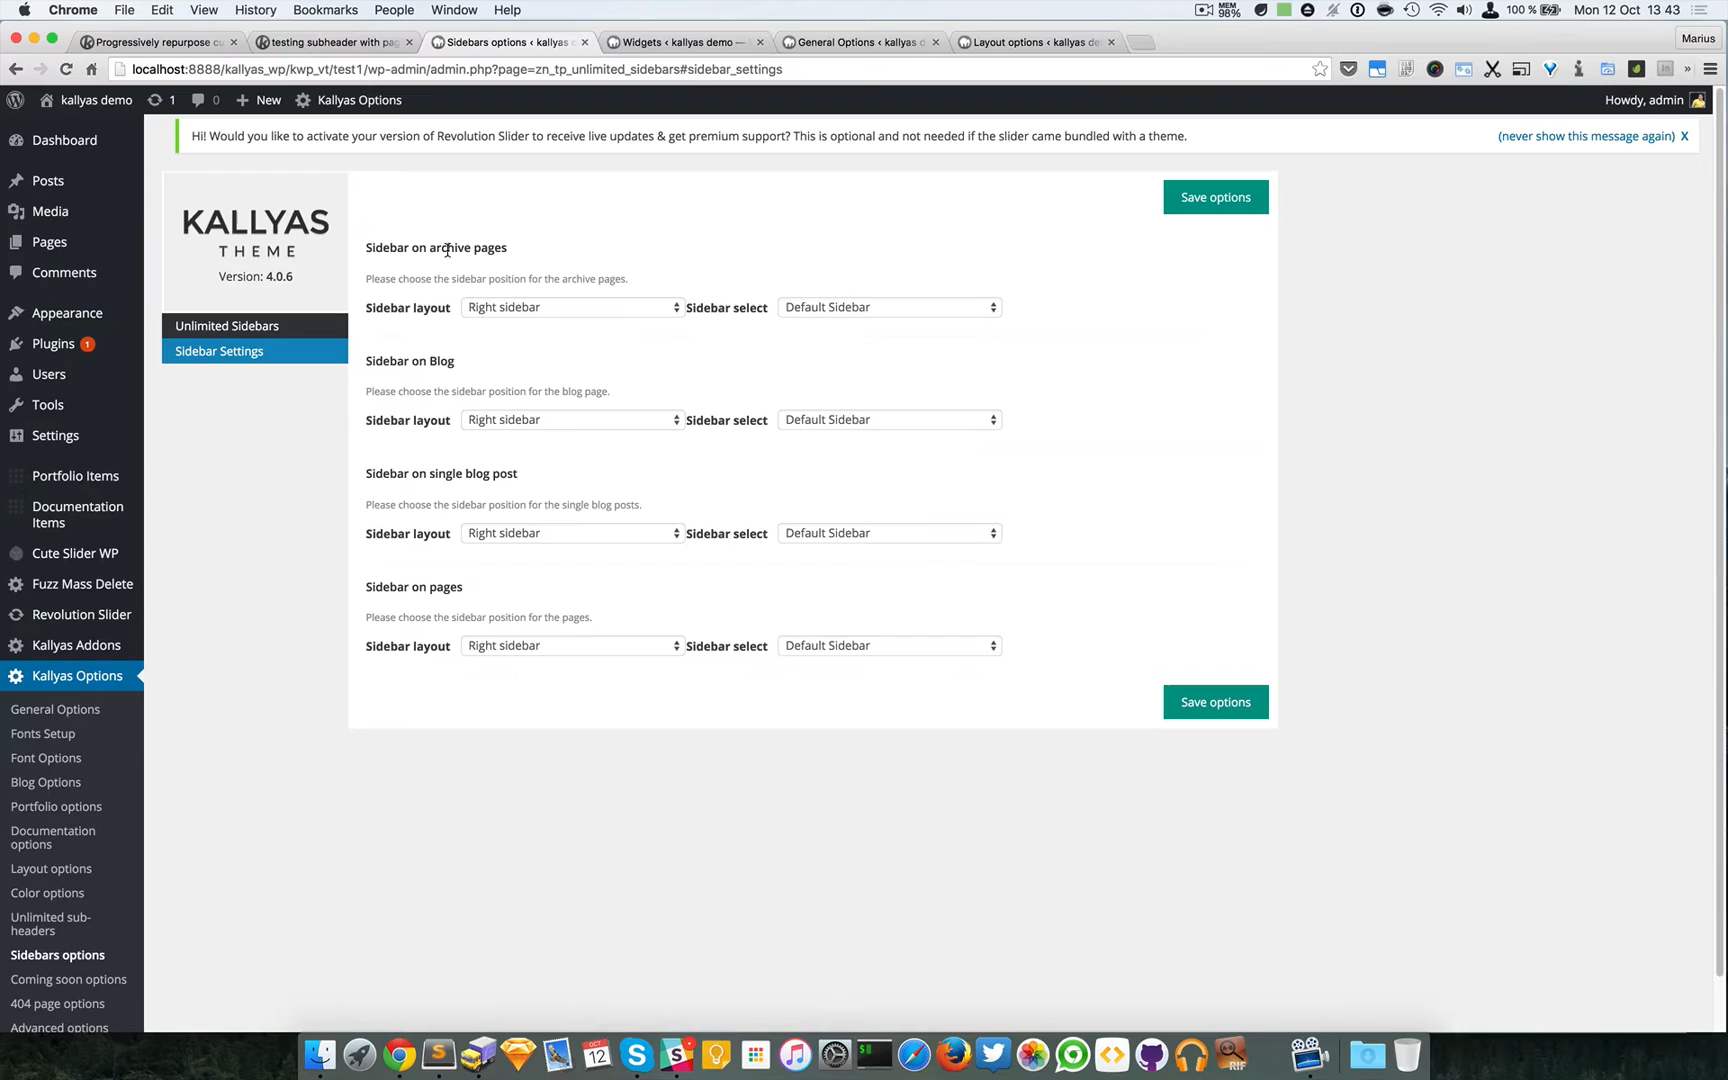 Chrome File Edit View History Bookmarks People Window Help
MEM 98% 100% Mon 12 Oct 13 43
Progressively repurpose cu
testing subheader with pag
Sidebars options ‹ kallyas
Widgets ‹ kallyas demo —
General Options ‹ kallyas d
Layout options ‹ kallyas de
Marius
localhost:8888/kallyas_wp/kwp_vt/test1/wp-admin/admin.php?page=zn_tp_unlimited_sidebars#sidebar_settings
kallyas demo 1 0 New Kallyas Options Howdy, admin
Hi! Would you like to activate your version of Revolution Slider to receive live updates & get premium support? This is optional and not needed if the slider came bundled with a theme. (never show this message again) X
Dashboard
Posts
Media
Pages
Comments
Appearance
Plugins 1
Users
Tools
Settings
Portfolio Items
Documentation
Items
Cute Slider WP
Fuzz Mass Delete
Revolution Slider
Kallyas Addons
Kallyas Options
General Options
Fonts Setup
Font Options
Blog Options
Portfolio options
Documentation
options
Layout options
Color options
Unlimited sub-
headers
Sidebars options
Coming soon options
404 page options
Advanced options
KALLYAS
THEME
Version: 4.0.6
Unlimited Sidebars
Sidebar Settings
Save options
Sidebar on archive pages
Please choose the sidebar position for the archive pages.
Sidebar layout Right sidebar Sidebar select Default Sidebar
Sidebar on Blog
Please choose the sidebar position for the blog page.
Sidebar layout Right sidebar Sidebar select Default Sidebar
Sidebar on single blog post
Please choose the sidebar position for the single blog posts.
Sidebar layout Right sidebar Sidebar select Default Sidebar
Sidebar on pages
Please choose the sidebar position for the pages.
Sidebar layout Right sidebar Sidebar select Default Sidebar
Save options
12
RIF